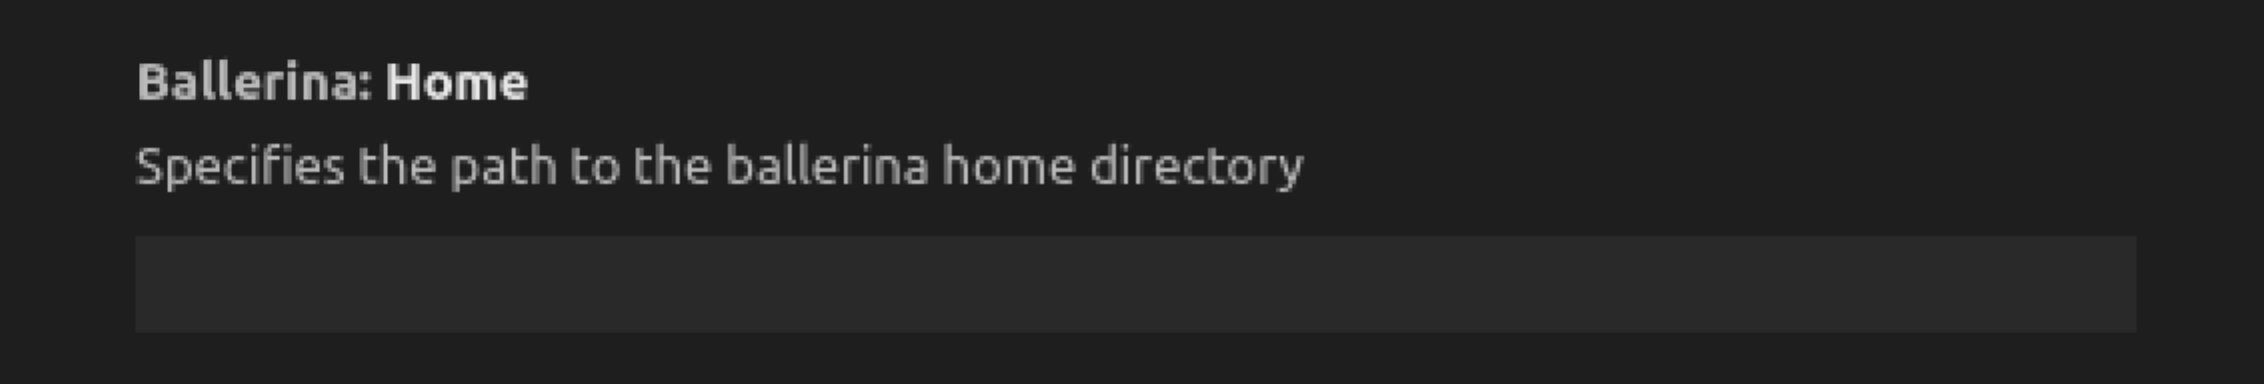 Ballerina: Home
Specifies the path to the ballerina home directory